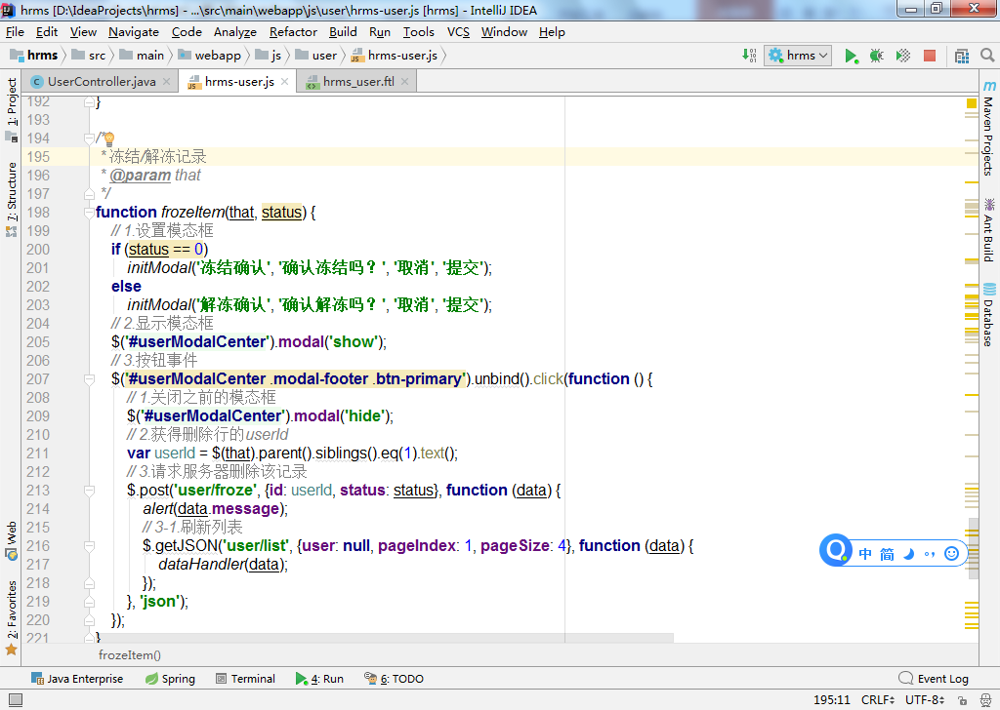 hrms [D:\IdeaProjects\hrms] - ...\src\main\webapp\js\user\hrms-user.js [hrms] - IntelliJ IDEA
File Edit View Navigate Code Analyze Refactor Build Run Tools VCS Window Help
hrms src main webapp js user hrms-user.js hrms
UserController.java hrms-user.js hrms_user.ftl
1: Project
7: Structure
Web
2: Favorites
192 }
193
194 /*
195 * 冻结/解冻记录
196 * @param that
197 */
198 function frozeItem(that, status) {
199 // 1.设置模态框
200 if (status == 0)
201 initModal('冻结确认', '确认冻结吗？', '取消', '提交');
202 else
203 initModal('解冻确认', '确认解冻吗？', '取消', '提交');
204 // 2.显示模态框
205 $('#userModalCenter').modal('show');
206 // 3.按钮事件
207 $('#userModalCenter .modal-footer .btn-primary').unbind().click(function () {
208 // 1.关闭之前的模态框
209 $('#userModalCenter').modal('hide');
210 // 2.获得删除行的userId
211 var userId = $(that).parent().siblings().eq(1).text();
212 // 3.请求服务器删除该记录
213 $.post('user/froze', {id: userId, status: status}, function (data) {
214 alert(data.message);
215 // 3-1.刷新列表
216 $.getJSON('user/list', {user: null, pageIndex: 1, pageSize: 4}, function (data) {
217 dataHandler(data);
218 });
219 }, 'json');
220 });
221 }
frozeItem()
Maven Projects
Ant Build
Database
中 简
Java Enterprise Spring Terminal 4: Run 6: TODO Event Log
195:11 CRLF UTF-8